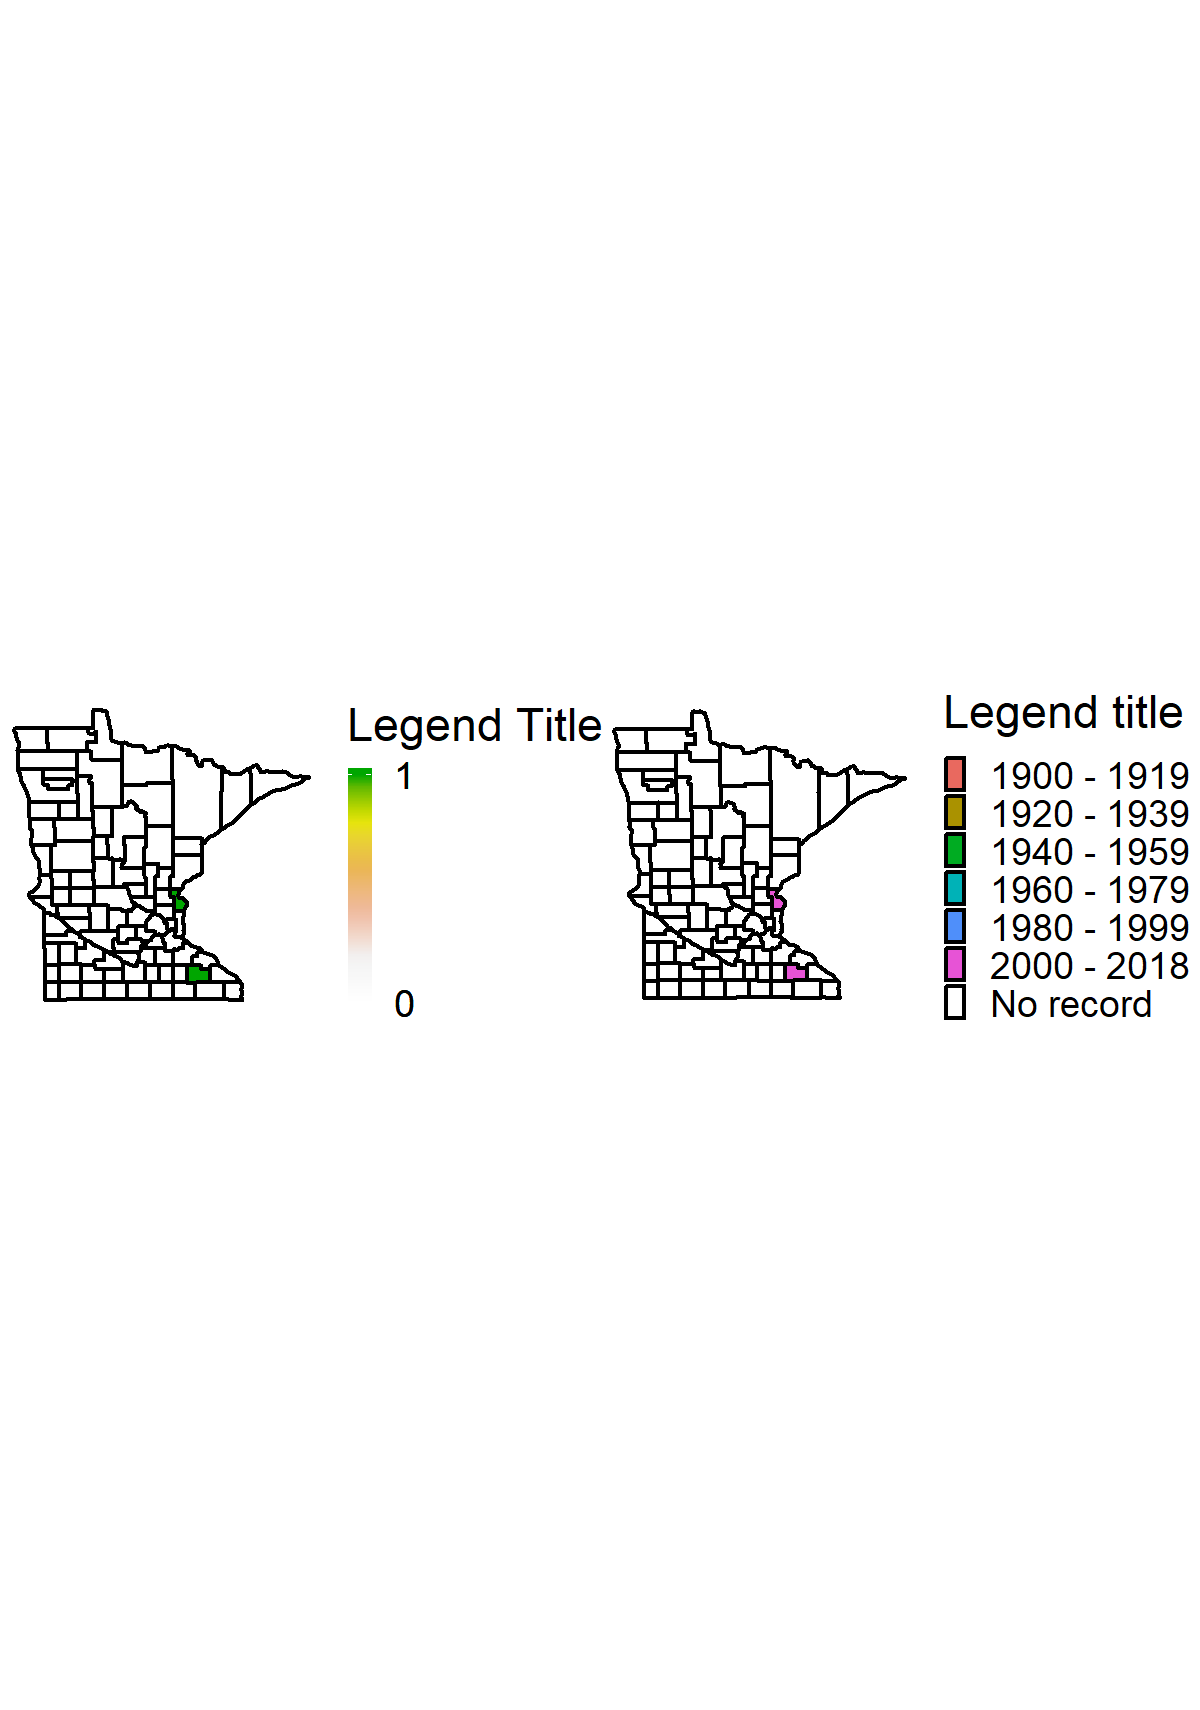 Legend Title
1
0
Legend title
1900 - 1919
1920 - 1939
1940 - 1959
1960 - 1979
1980 - 1999
2000 - 2018
No record